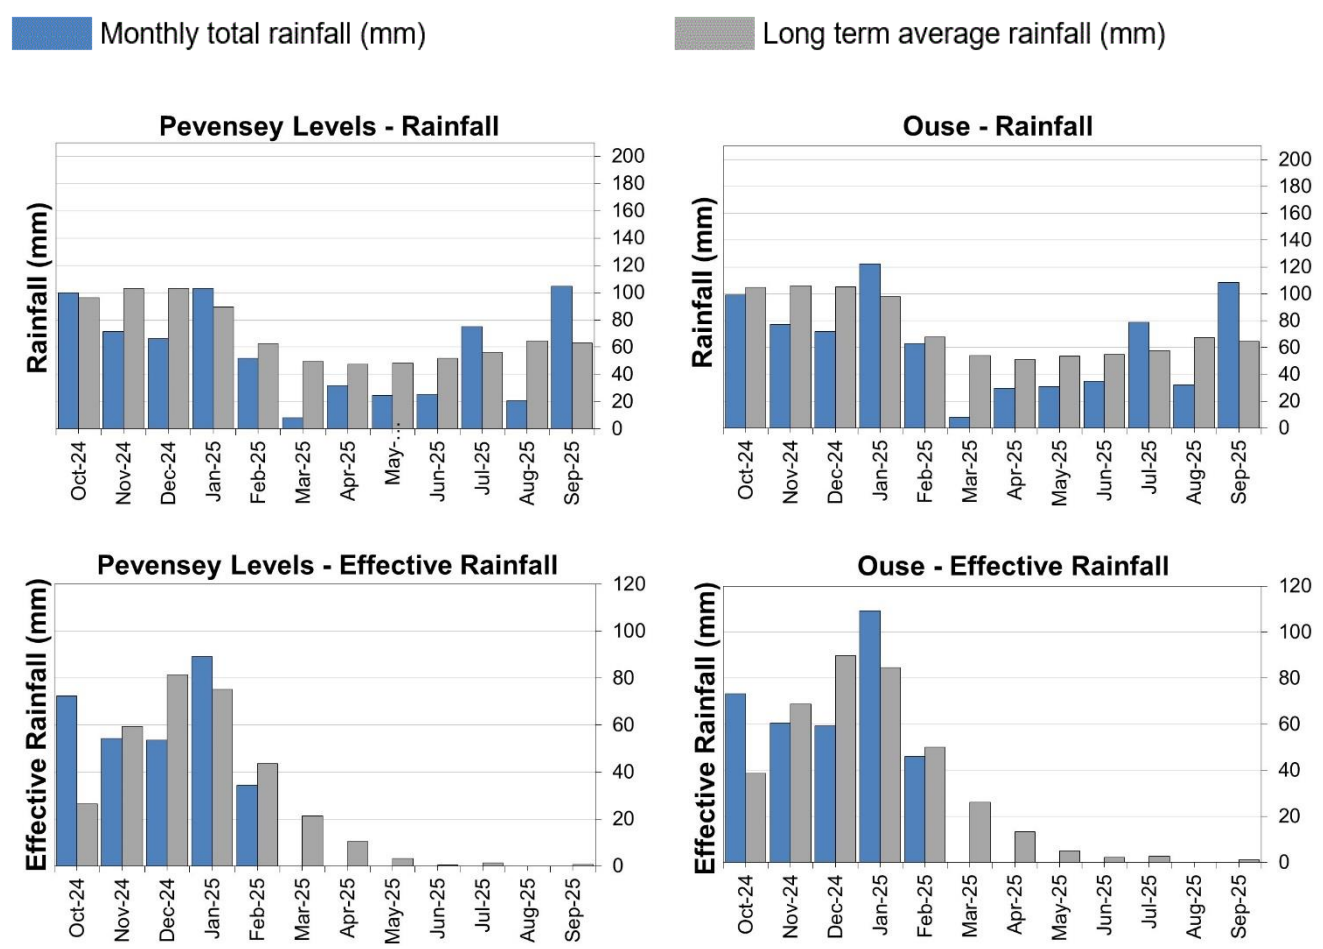 Monthly total rainfall (mm)
Long term average rainfall (mm)
Pevensey Levels - Rainfall
Rainfall (mm)
200
180
160
140
120
100
80
60
40
20
0
Oct-24
Nov-24
Dec-24
Jan-25
Feb-25
Mar-25
Apr-25
May-...
Jun-25
Jul-25
Aug-25
Sep-25
Ouse - Rainfall
Rainfall (mm)
200
180
160
140
120
100
80
60
40
20
0
Oct-24
Nov-24
Dec-24
Jan-25
Feb-25
Mar-25
Apr-25
May-25
Jun-25
Jul-25
Aug-25
Sep-25
Pevensey Levels - Effective Rainfall
Effective Rainfall (mm)
120
100
80
60
40
20
0
Oct-24
Nov-24
Dec-24
Jan-25
Feb-25
Mar-25
Apr-25
May-25
Jun-25
Jul-25
Aug-25
Sep-25
Ouse - Effective Rainfall
Effective Rainfall (mm)
120
100
80
60
40
20
0
Oct-24
Nov-24
Dec-24
Jan-25
Feb-25
Mar-25
Apr-25
May-25
Jun-25
Jul-25
Aug-25
Sep-25